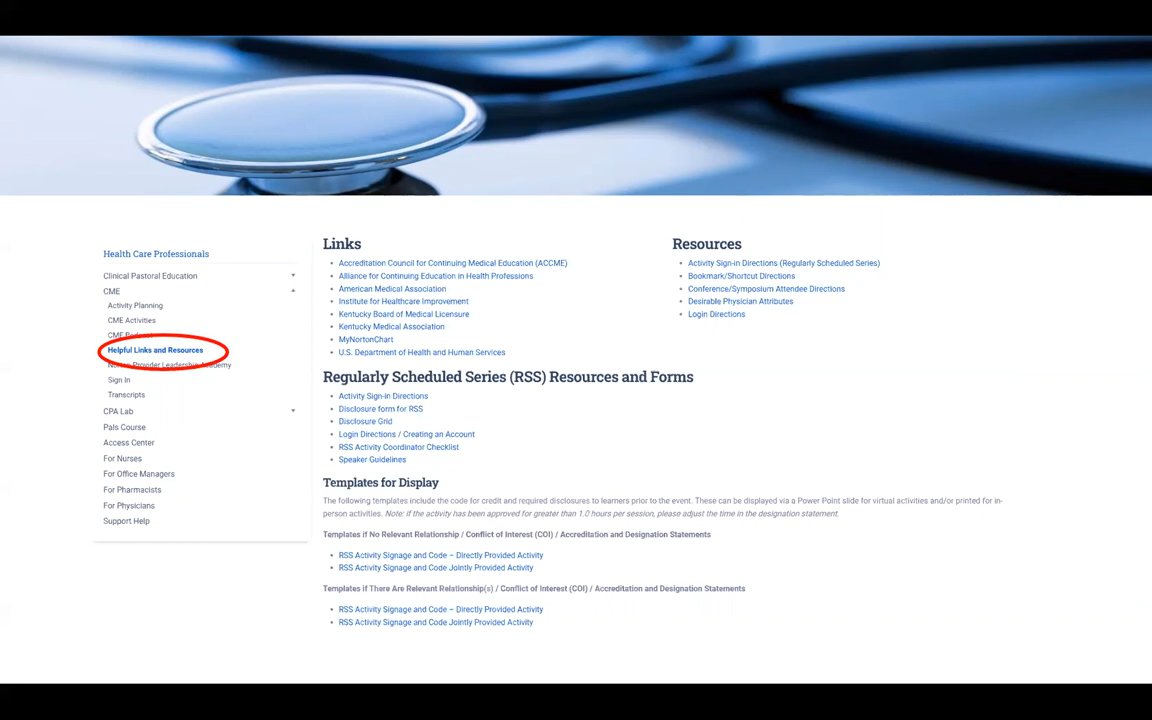 Health Care Professionals
Clinical Pastoral Education
CME
Activity Planning
CME Activities
CME Podcast
Helpful Links and Resources
Norton Provider Leadership Academy
Sign In
Transcripts
CPA Lab
Pals Course
Access Center
For Nurses
For Office Managers
For Pharmacists
For Physicians
Support Help
Links
• Accreditation Council for Continuing Medical Education (ACCME)
• Alliance for Continuing Education in Health Professions
• American Medical Association
• Institute for Healthcare Improvement
• Kentucky Board of Medical Licensure
• Kentucky Medical Association
• MyNortonChart
• U.S. Department of Health and Human Services
Resources
• Activity Sign-in Directions (Regularly Scheduled Series)
• Bookmark/Shortcut Directions
• Conference/Symposium Attendee Directions
• Desirable Physician Attributes
• Login Directions
Regularly Scheduled Series (RSS) Resources and Forms
• Activity Sign-in Directions
• Disclosure form for RSS
• Disclosure Grid
• Login Directions / Creating an Account
• RSS Activity Coordinator Checklist
• Speaker Guidelines
Templates for Display
The following templates include the code for credit and required disclosures to learners prior to the event. These can be displayed via a Power Point slide for virtual activities and/or printed for in-
person activities. Note: if the activity has been approved for greater than 1.0 hours per session, please adjust the time in the designation statement.
Templates if No Relevant Relationship / Conflict of Interest (COI) / Accreditation and Designation Statements
• RSS Activity Signage and Code – Directly Provided Activity
• RSS Activity Signage and Code Jointly Provided Activity
Templates if There Are Relevant Relationship(s) / Conflict of Interest (COI) / Accreditation and Designation Statements
• RSS Activity Signage and Code – Directly Provided Activity
• RSS Activity Signage and Code Jointly Provided Activity